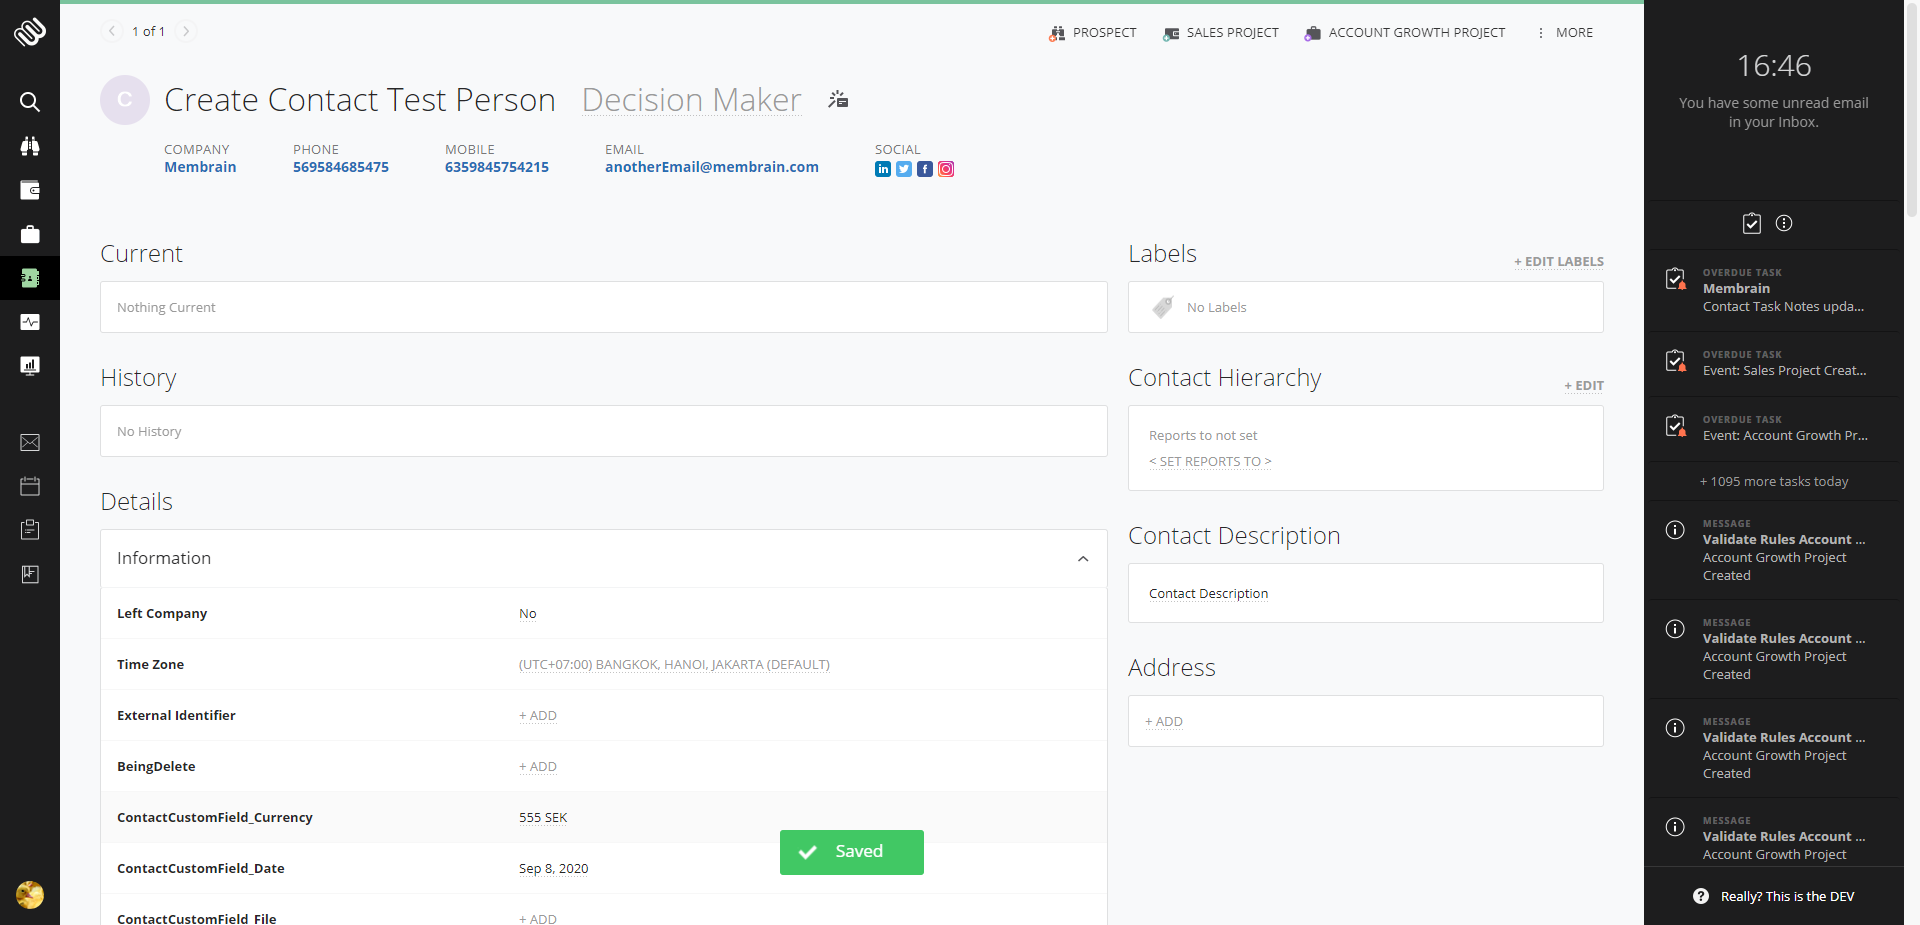 1 of 1
PROSPECT
SALES PROJECT
ACCOUNT GROWTH PROJECT
MORE
C
Create Contact Test Person
Decision Maker
COMPANY
Membrain
PHONE
569584685475
MOBILE
6359845754215
EMAIL
anotherEmail@membrain.com
SOCIAL
Current
Nothing Current
History
No History
Details
Information
Left Company
No
Time Zone
(UTC+07:00) BANGKOK, HANOI, JAKARTA (DEFAULT)
External Identifier
+ ADD
BeingDelete
+ ADD
ContactCustomField_Currency
555 SEK
ContactCustomField_Date
Sep 8, 2020
ContactCustomField_File
+ ADD
Saved
Labels
+ EDIT LABELS
No Labels
Contact Hierarchy
+ EDIT
Reports to not set
< SET REPORTS TO >
Contact Description
Contact Description
Address
+ ADD
16:46
You have some unread email
in your Inbox.
OVERDUE TASK
Membrain
Contact Task Notes upda...
OVERDUE TASK
Event: Sales Project Creat...
OVERDUE TASK
Event: Account Growth Pr...
+ 1095 more tasks today
MESSAGE
Validate Rules Account ...
Account Growth Project
Created
MESSAGE
Validate Rules Account ...
Account Growth Project
Created
MESSAGE
Validate Rules Account ...
Account Growth Project
Created
MESSAGE
Validate Rules Account ...
Account Growth Project
Really? This is the DEV